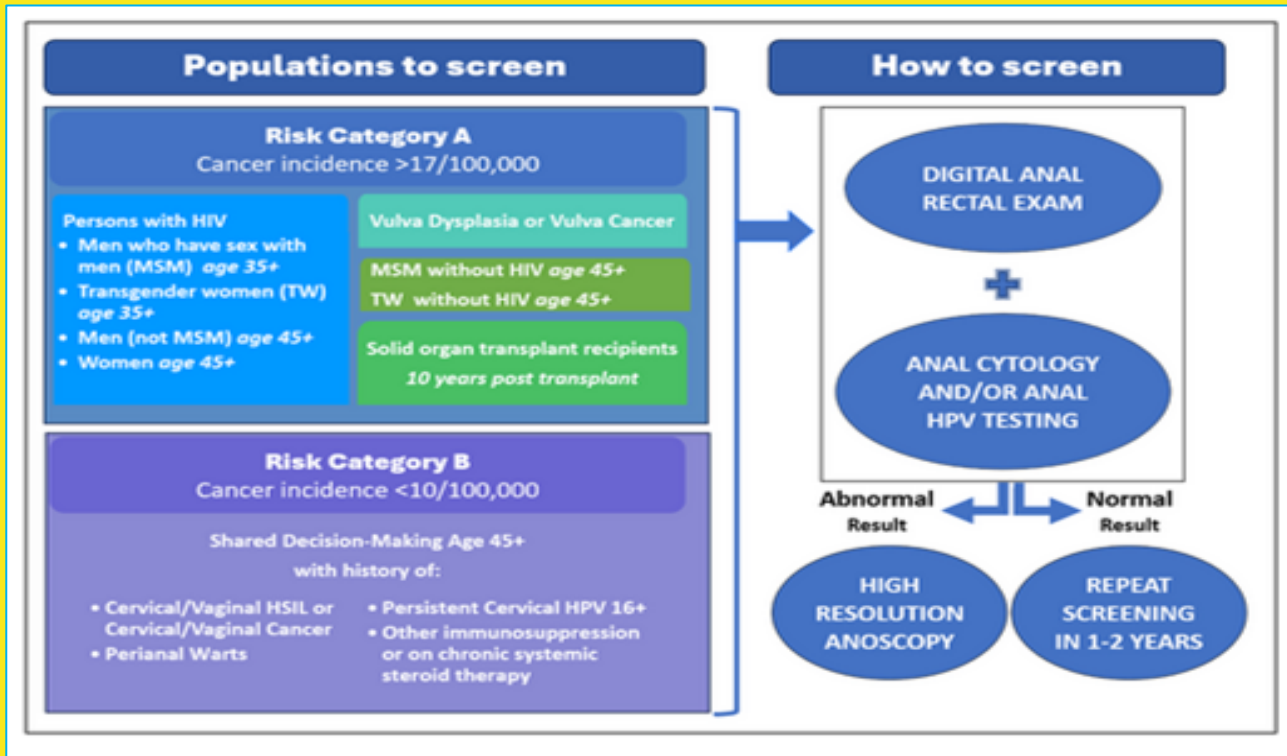 Populations to screen
Risk Category A
Cancer incidence >17/100,000
Persons with HIV
• Men who have sex with
men (MSM) age 35+
• Transgender women (TW)
age 35+
• Men (not MSM) age 45+
• Women age 45+
Vulva Dysplasia or Vulva Cancer
MSM without HIV age 45+
TW without HIV age 45+
Solid organ transplant recipients
10 years post transplant
Risk Category B
Cancer incidence <10/100,000
Shared Decision-Making Age 45+
with history of:
• Cervical/Vaginal HSIL or
Cervical/Vaginal Cancer
• Perianal Warts
• Persistent Cervical HPV 16+
• Other immunosuppression
or on chronic systemic
steroid therapy
How to screen
DIGITAL ANAL
RECTAL EXAM
ANAL CYTOLOGY
AND/OR ANAL
HPV TESTING
Abnormal
Result
Normal
Result
HIGH
RESOLUTION
ANOSCOPY
REPEAT
SCREENING
IN 1-2 YEARS